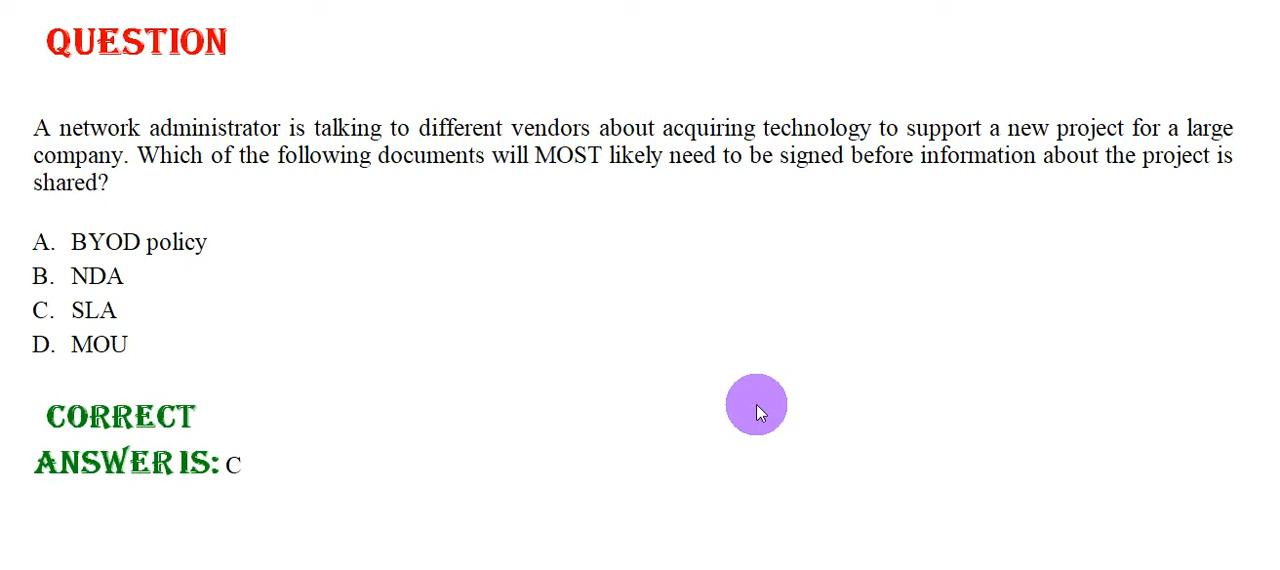 QUESTION
A network administrator is talking to different vendors about acquiring technology to support a new project for a large
company. Which of the following documents will MOST likely need to be signed before information about the project is
shared?
A. BYOD policy
B. NDA
C. SLA
D. MOU
CORRECT
ANSWER IS: C